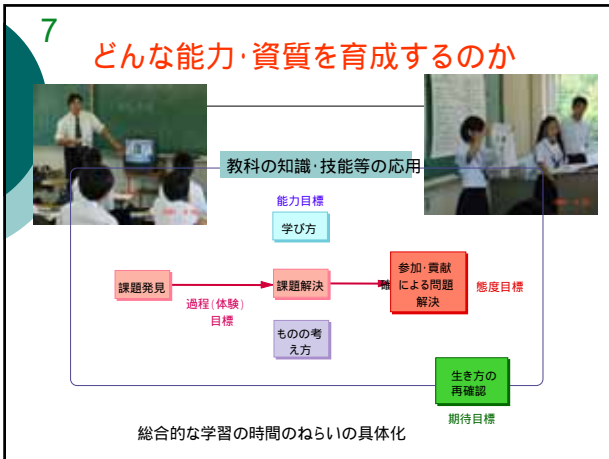 7
どんな能力･資質を育成するのか
教科の知識･技能等の応用
能力目標
学び方
課題発見
課題解決
確
参加･貢献
による問題
解決
態度目標
過程(体験)
目標
ものの考
え方
生き方の
再確認
期待目標
総合的な学習の時間のねらいの具体化